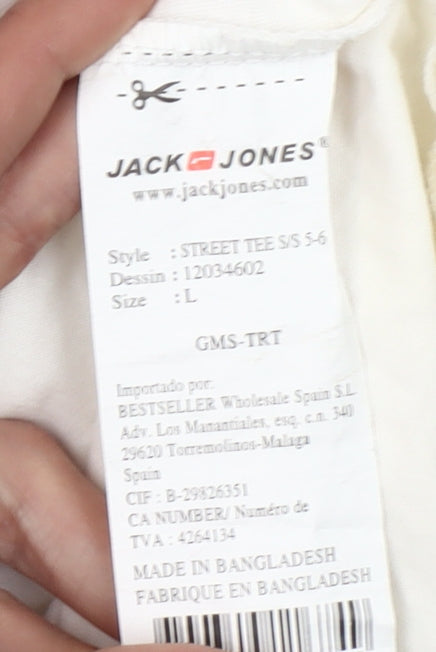 JACK JONES®
www.jackjones.com
Style : STREET TEE S/S 5-6
Dessin : 12034602
Size : L
GMS-TRT
Importado por:
BESTSELLER Wholesale Spain S.L
Adv. Los Manantiales, esq. c.n. 340
29620 Torremolinos-Malaga
Spain
CIF : B-29826351
CA NUMBER/ Numéro de
TVA : 4264134
MADE IN BANGLADESH
FABRIQUE EN BANGLADESH